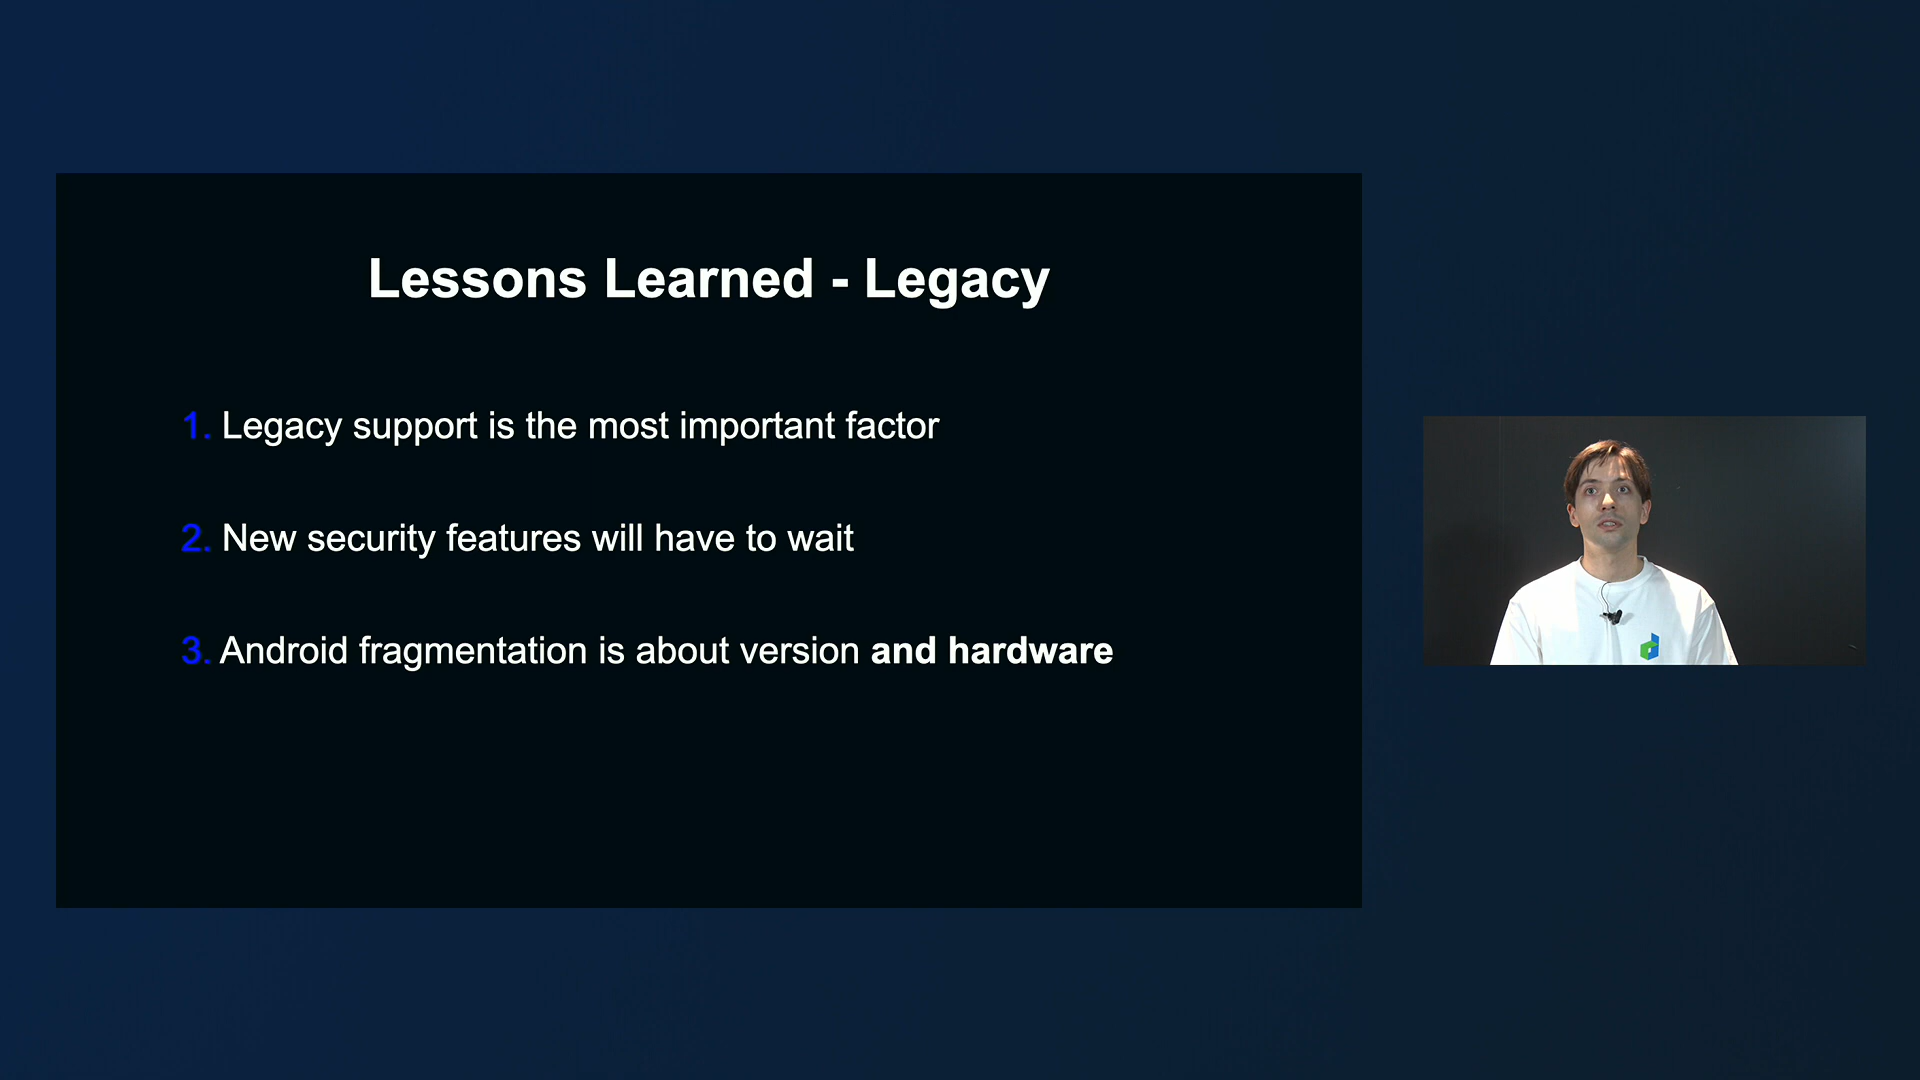 Lessons Learned - Legacy
1. Legacy support is the most important factor
2. New security features will have to wait
3. Android fragmentation is about version and hardware